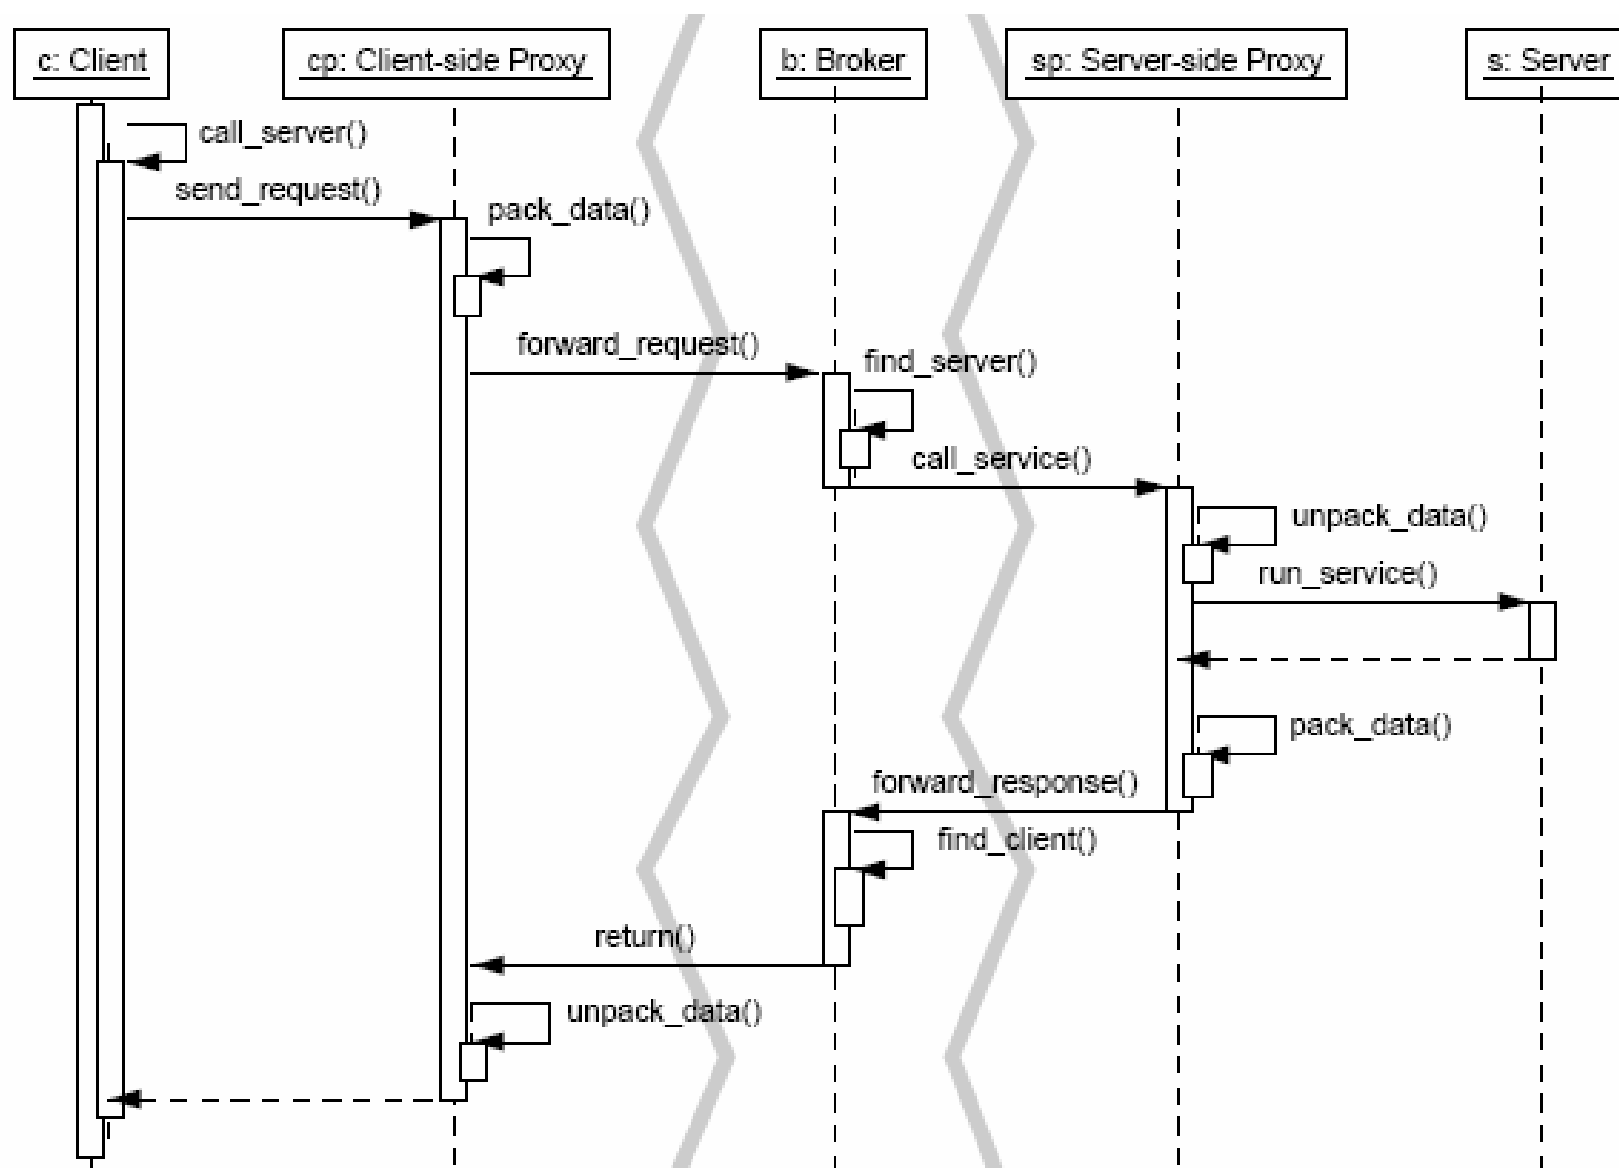 c: Client
cp: Client-side Proxy
b: Broker
sp: Server-side Proxy
s: Server
call_server()
send_request()
pack_data()
forward_request()
find_server()
call_service()
unpack_data()
run_service()
pack_data()
forward_response()
find_client()
return()
unpack_data()